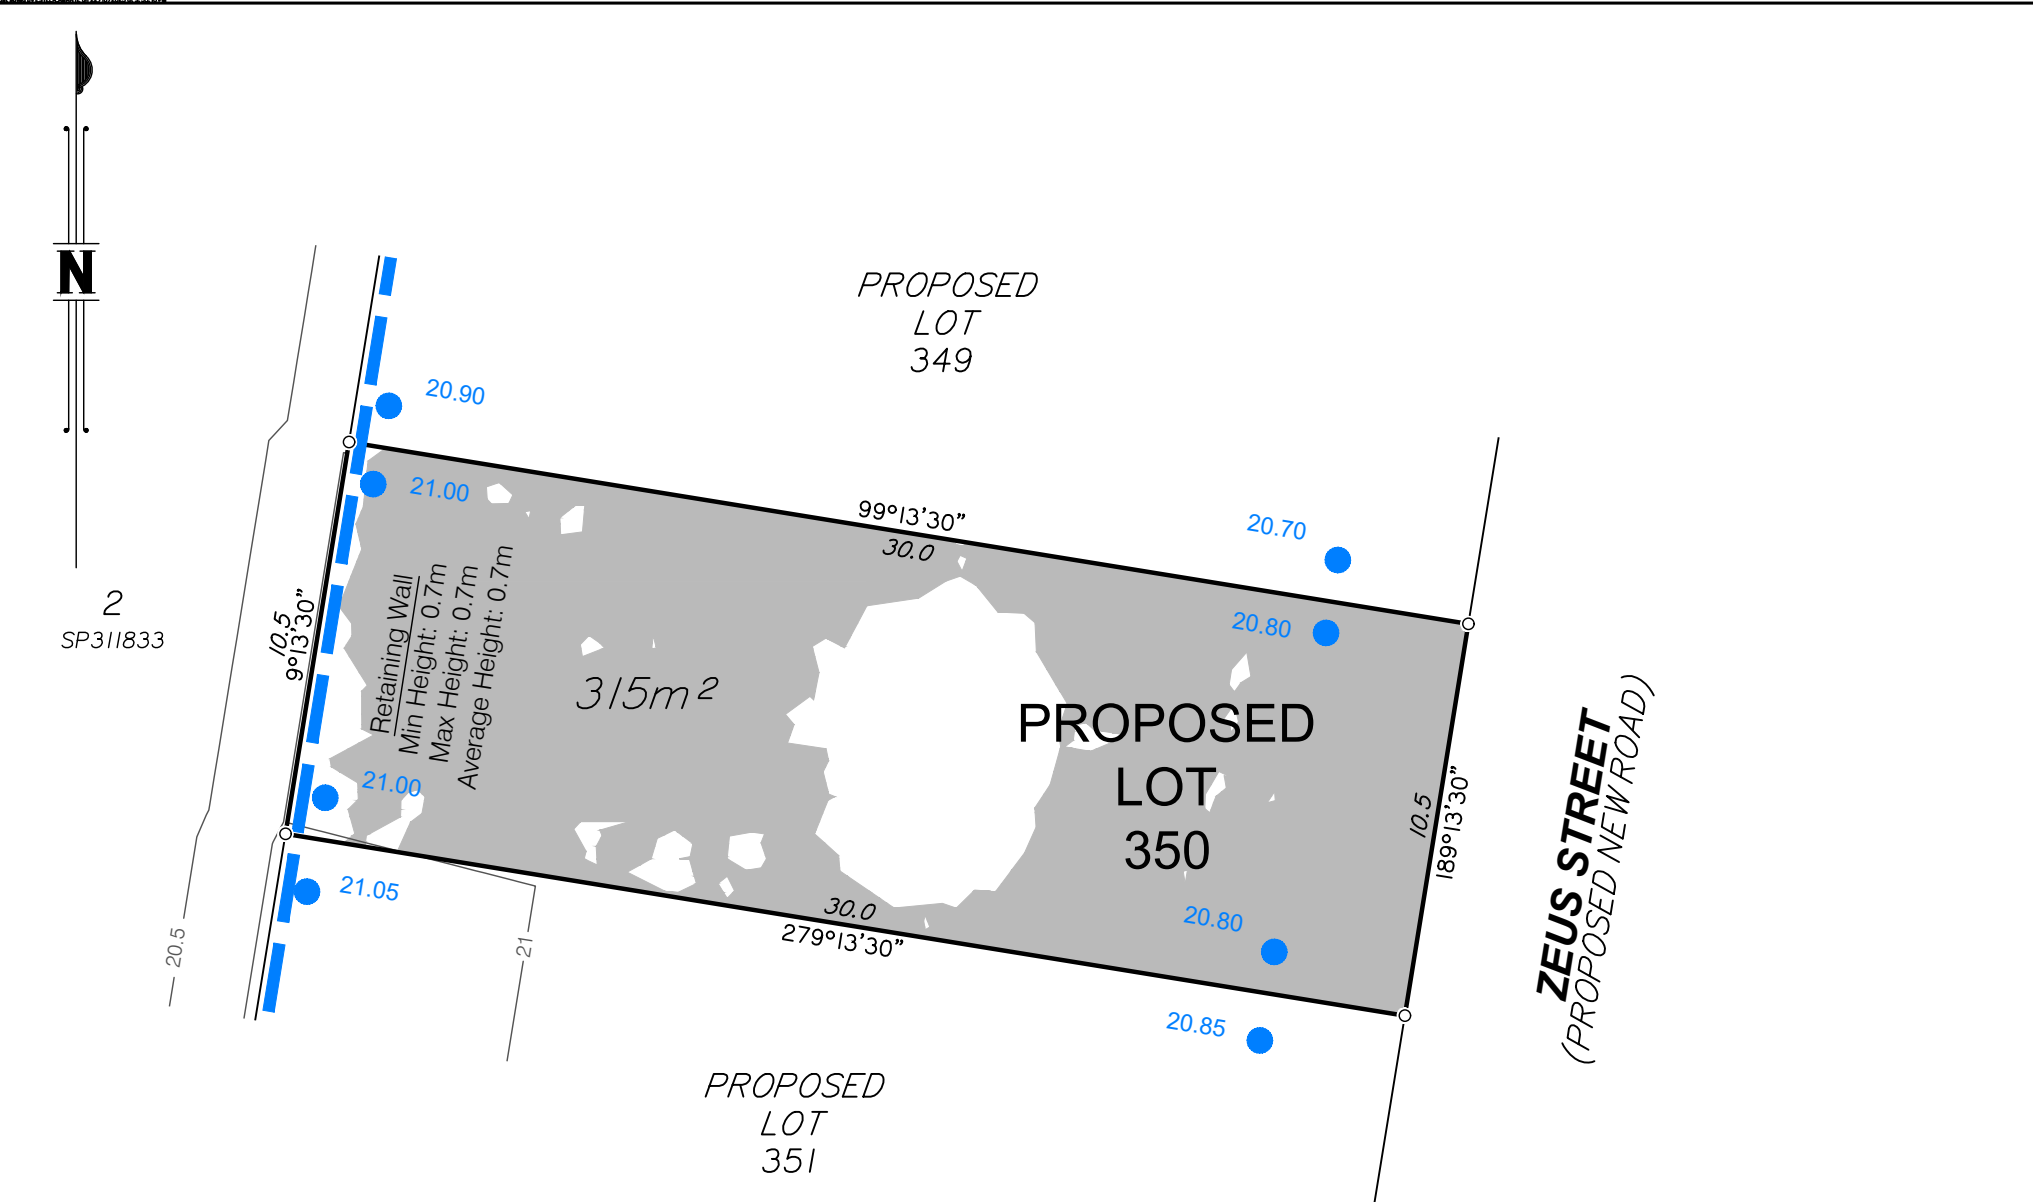 N
PROPOSED
LOT
349
20.90
21.00
99°13'30"
30.0
20.70
20.80
2
SP311833
10.5
9°13'30"
Retaining Wall
Min Height: 0.7m
Max Height: 0.7m
Average Height: 0.7m
315m²
PROPOSED
LOT
350
10.5
189°13'30"
ZEUS STREET
(PROPOSED NEW ROAD)
21.00
21.05
30.0
279°13'30"
20.80
20.85
20.5
21
PROPOSED
LOT
351